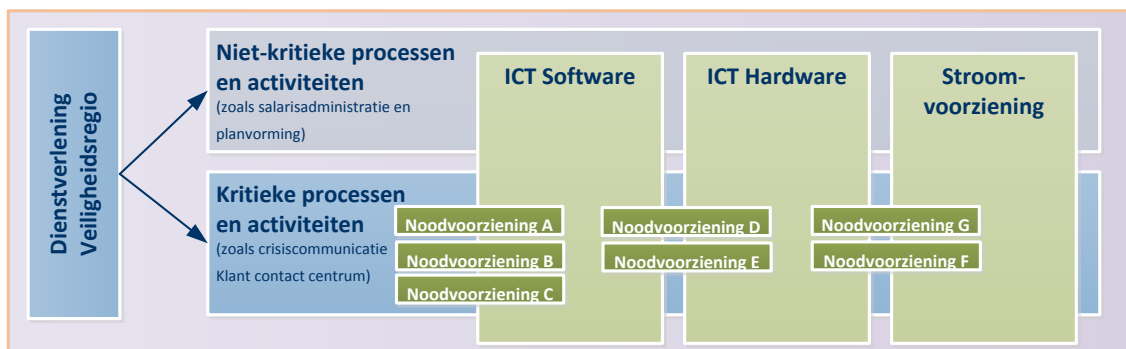 Dienstverlening
Veiligheidsregio
Niet-kritieke processen
en activiteiten
(zoals salarisadministratie en
planvorming)
ICT Software
ICT Hardware
Stroom-
voorziening
Kritieke processen
en activiteiten
(zoals crisiscommunicatie
Klant contact centrum)
Noodvoorziening A
Noodvoorziening B
Noodvoorziening C
Noodvoorziening D
Noodvoorziening E
Noodvoorziening G
Noodvoorziening F